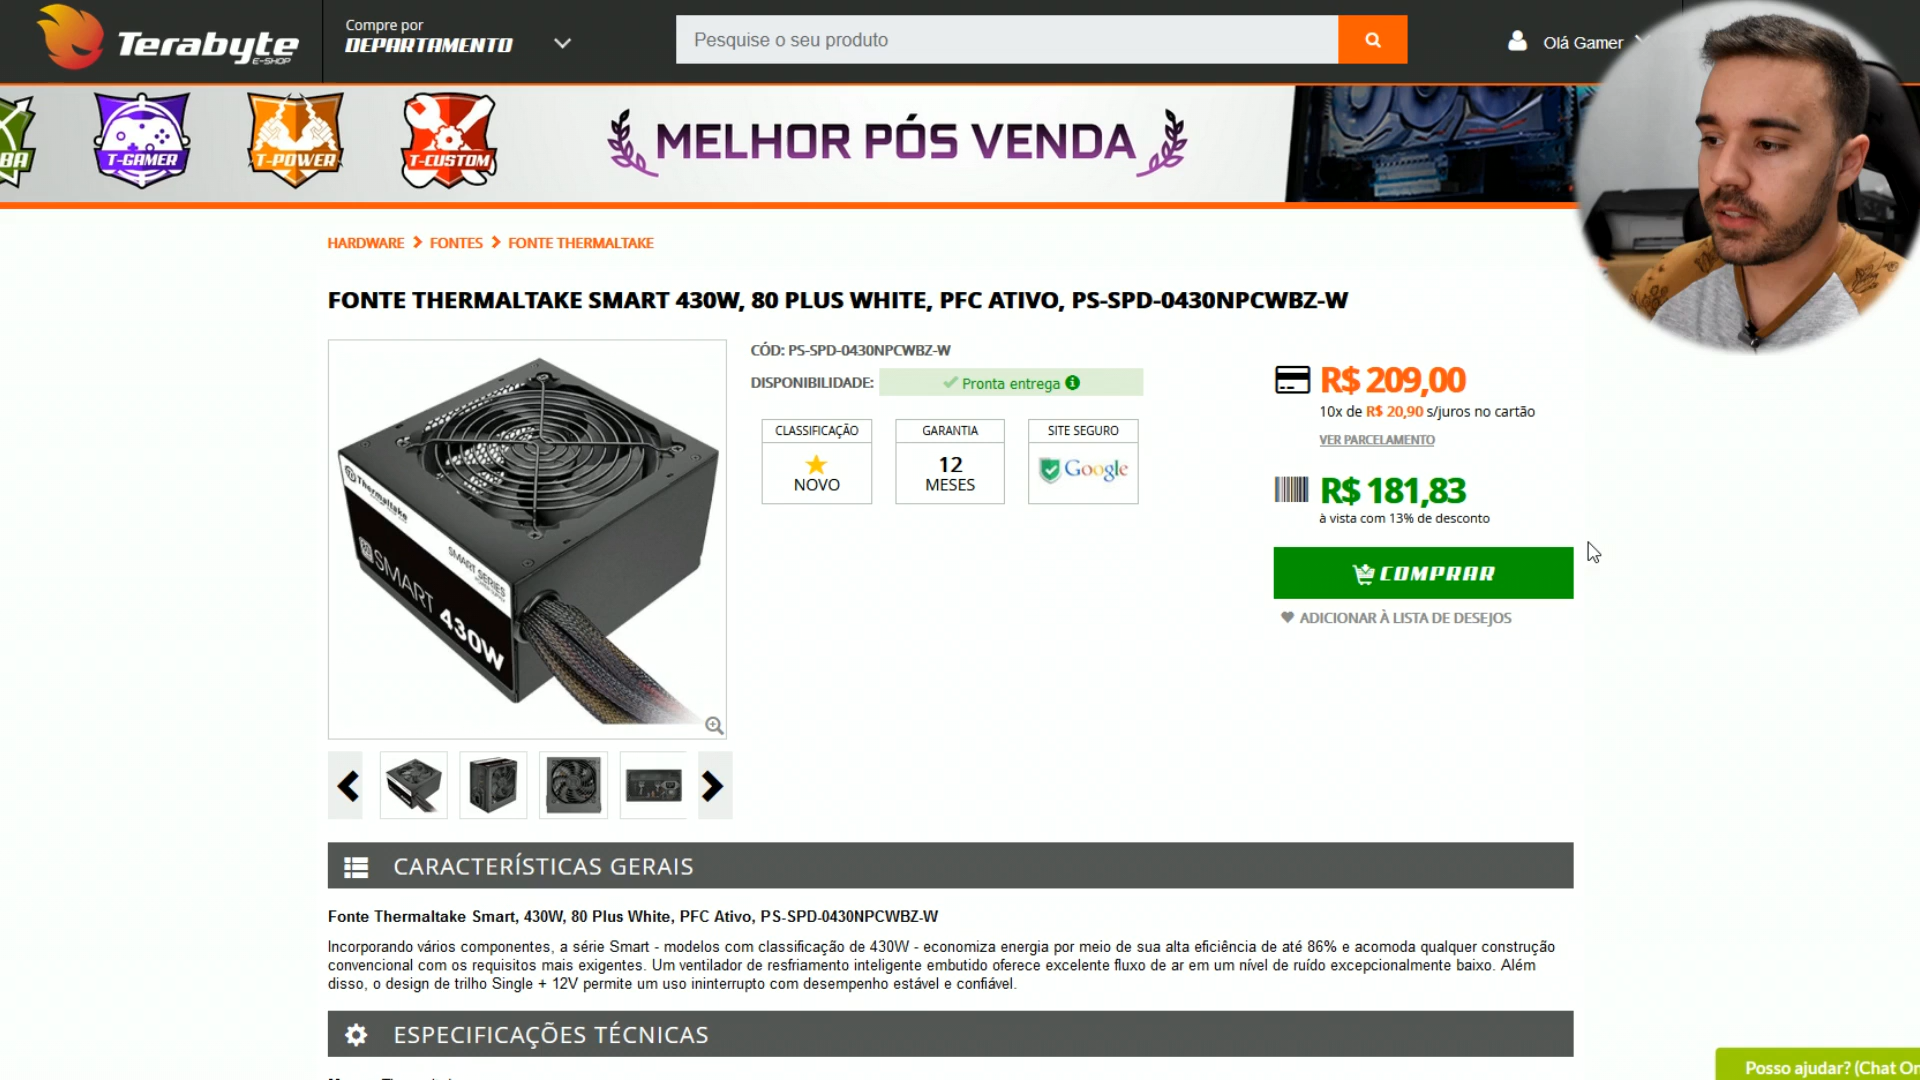 Terabyte
E-SHOP
Compre por
DEPARTAMENTO
Pesquise o seu produto
Olá Gamer
BA
T-GAMER
T-POWER
T-CUSTOM
MELHOR PÓS VENDA
HARDWARE > FONTES > FONTE THERMALTAKE
FONTE THERMALTAKE SMART 430W, 80 PLUS WHITE, PFC ATIVO, PS-SPD-0430NPCWBZ-W
CÓD: PS-SPD-0430NPCWBZ-W
DISPONIBILIDADE: Pronta entrega
CLASSIFICAÇÃO
NOVO
GARANTIA
12
MESES
SITE SEGURO
Google
R$ 209,00
10x de R$ 20,90 s/juros no cartão
VER PARCELAMENTO
R$ 181,83
à vista com 13% de desconto
COMPRAR
ADICIONAR À LISTA DE DESEJOS
Thermaltake
SMART SERIES
80 SMART 430W
CARACTERÍSTICAS GERAIS
Fonte Thermaltake Smart, 430W, 80 Plus White, PFC Ativo, PS-SPD-0430NPCWBZ-W
Incorporando vários componentes, a série Smart - modelos com classificação de 430W - economiza energia por meio de sua alta eficiência de até 86% e acomoda qualquer construção
convencional com os requisitos mais exigentes. Um ventilador de resfriamento inteligente embutido oferece excelente fluxo de ar em um nível de ruído excepcionalmente baixo. Além
disso, o design de trilho Single + 12V permite um uso ininterrupto com desempenho estável e confiável.
ESPECIFICAÇÕES TÉCNICAS
Posso ajudar? (Chat On